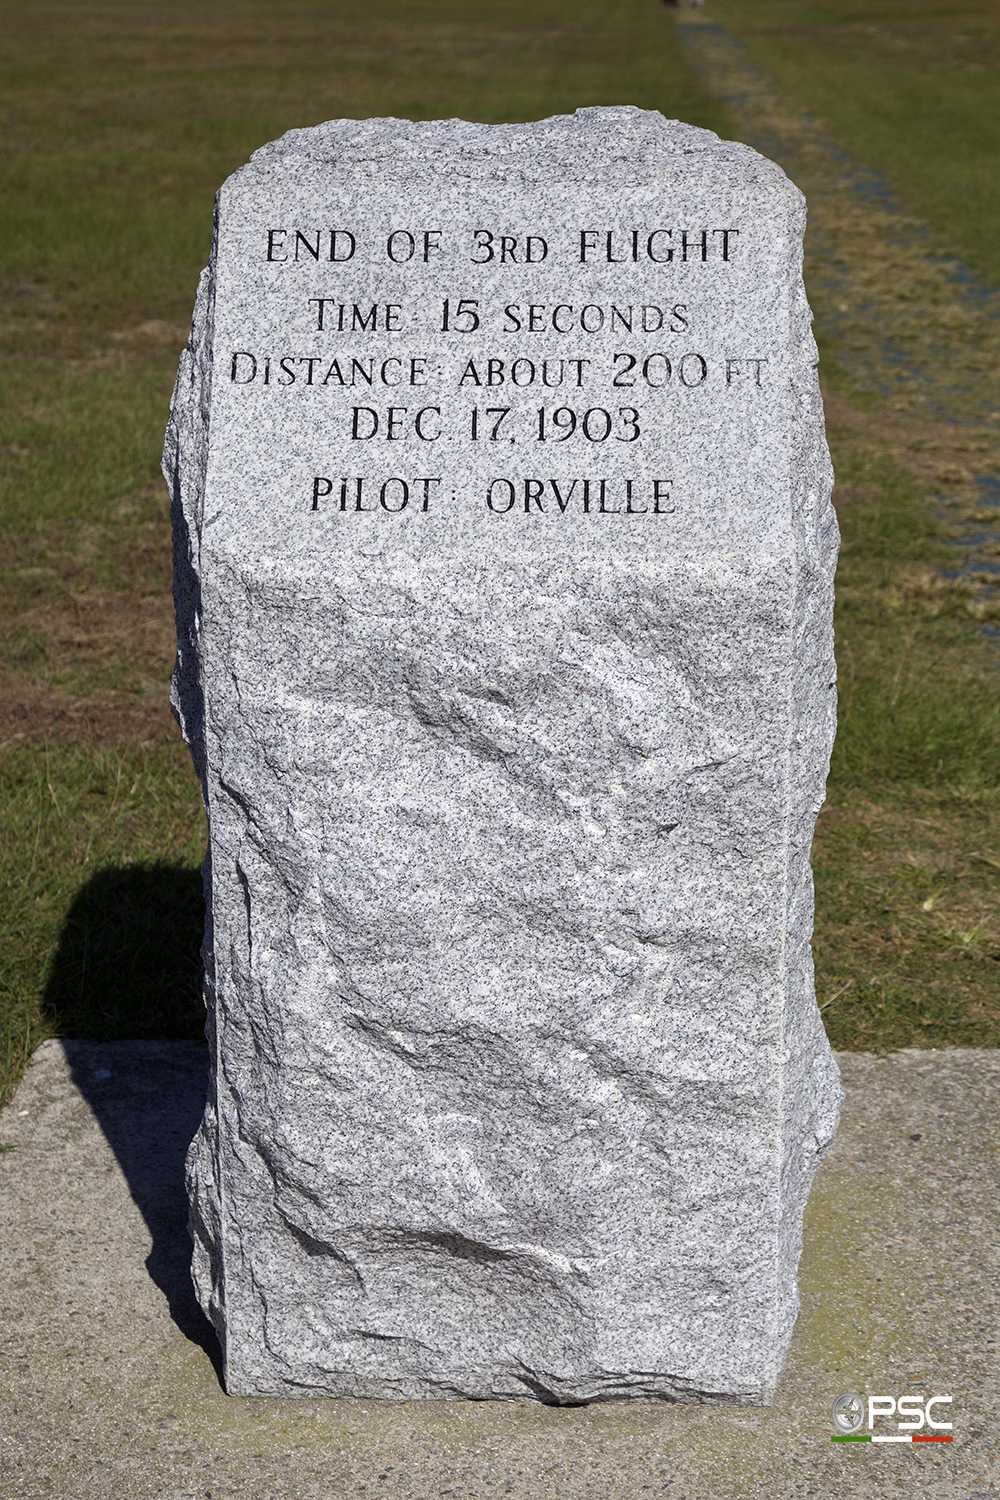 END OF 3RD FLIGHT
TIME 15 SECONDS
DISTANCE: ABOUT 200 FT
DEC. 17, 1903
PILOT: ORVILLE
PSC